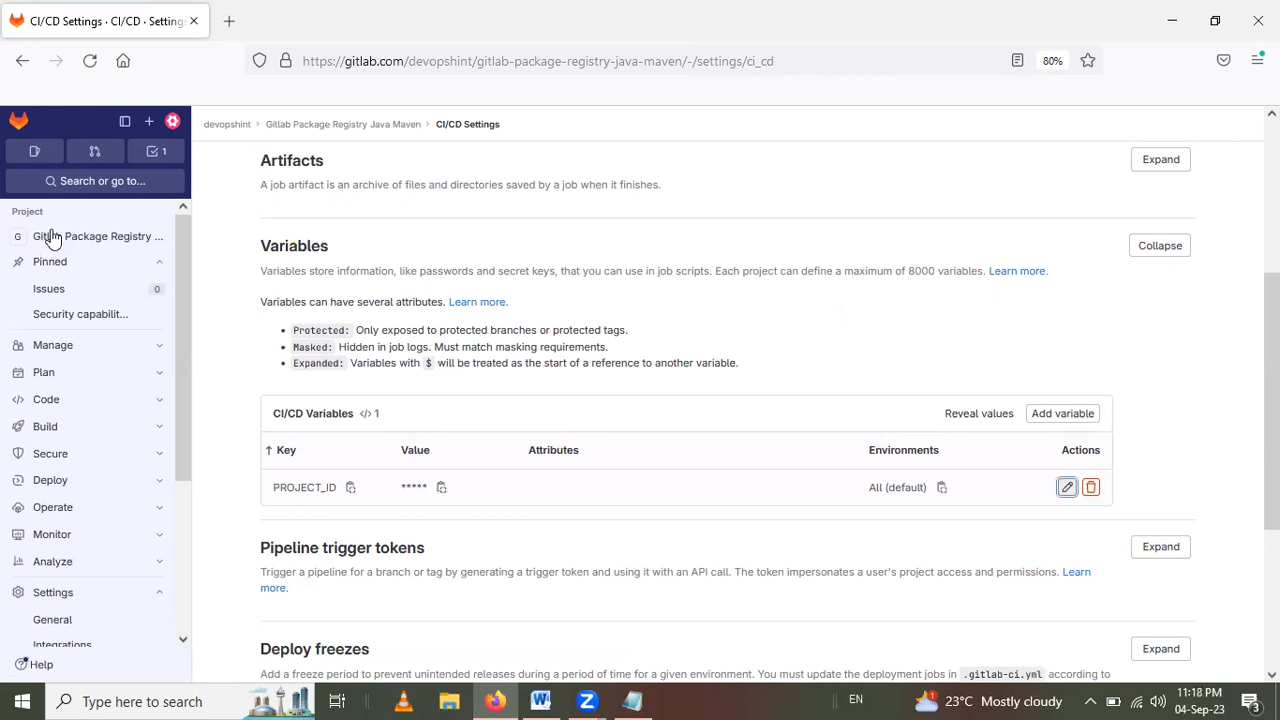 CI/CD Settings · CI/CD · Settings
https://gitlab.com/devopshint/gitlab-package-registry-java-maven/-/settings/ci_cd
80%
1
Search or go to...
Project
G Gitlab Package Registry ...
Pinned
Issues 0
Security capabilit...
Manage
Plan
Code
Build
Secure
Deploy
Operate
Monitor
Analyze
Settings
General
Integrations
Help
devopshint > Gitlab Package Registry Java Maven > CI/CD Settings
Artifacts Expand
A job artifact is an archive of files and directories saved by a job when it finishes.
Variables Collapse
Variables store information, like passwords and secret keys, that you can use in job scripts. Each project can define a maximum of 8000 variables. Learn more.
Variables can have several attributes. Learn more.
Protected: Only exposed to protected branches or protected tags.
Masked: Hidden in job logs. Must match masking requirements.
Expanded: Variables with $ will be treated as the start of a reference to another variable.
CI/CD Variables </> 1 Reveal values Add variable
↑ Key Value Attributes Environments Actions
PROJECT_ID ***** All (default)
Pipeline trigger tokens Expand
Trigger a pipeline for a branch or tag by generating a trigger token and using it with an API call. The token impersonates a user's project access and permissions. Learn
more.
Deploy freezes Expand
Add a freeze period to prevent unintended releases during a period of time for a given environment. You must update the deployment jobs in .gitlab-ci.yml according to
Type here to search
EN
23°C Mostly cloudy
11:18 PM
04-Sep-23
3